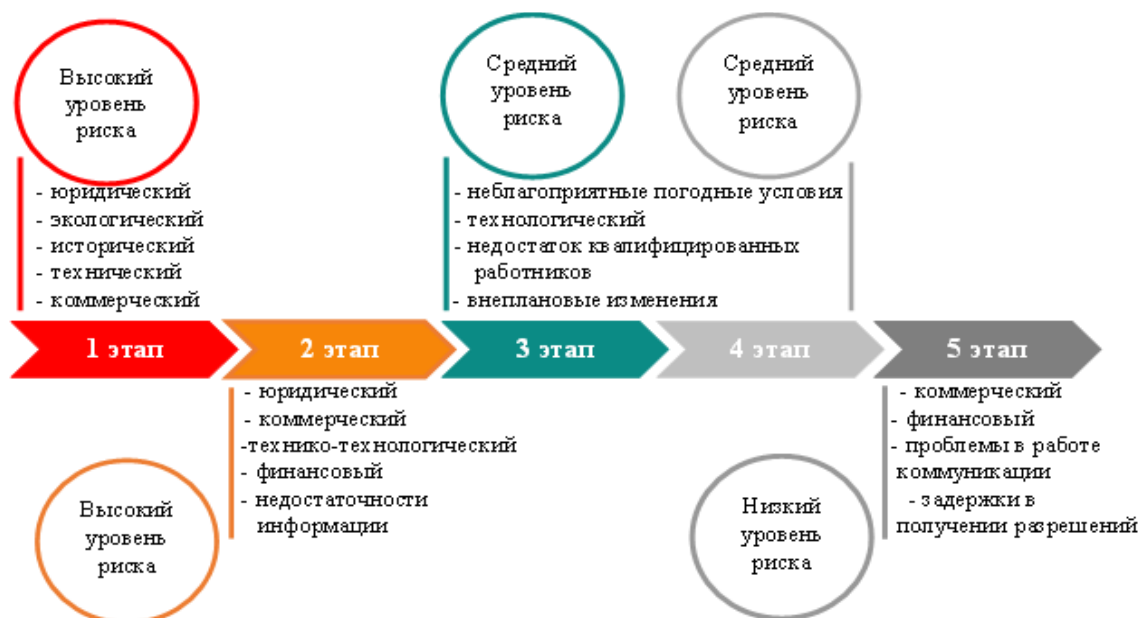 Высокий
уровень
риска
Средний
уровень
риска
Средний
уровень
риска
- юридический
- экологический
- исторический
- технический
- коммерческий
- неблагоприятные погодные условия
- технологический
- недостаток квалифицированных
работников
- внеплановые изменения
1 этап
2 этап
3 этап
4 этап
5 этап
- юридический
- коммерческий
-технико-технологический
- финансовый
- недостаточности
информации
- коммерческий
- финансовый
- проблемы в работе
коммуникации
- задержки в
получении разрешений
Высокий
уровень
риска
Низкий
уровень
риска